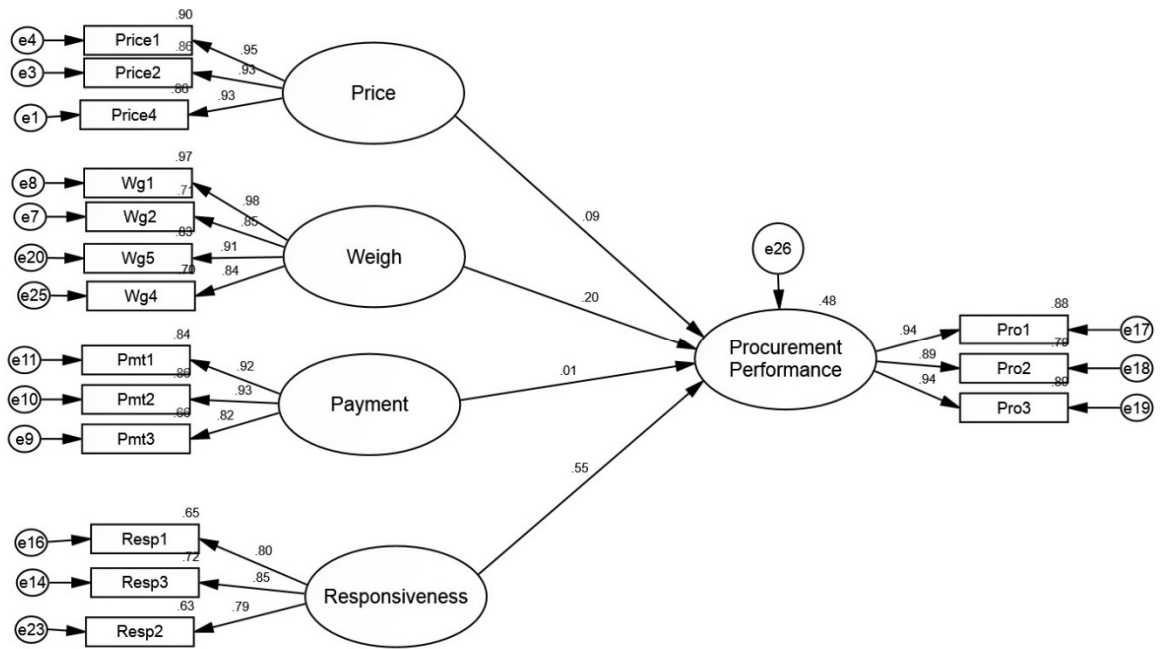 .90
e4 Price1 .95
.86
e3 Price2 .93
.86
e1 Price4 .93
Price
.97
e8 Wg1 .98
.71
e7 Wg2 .85
.83
e20 Wg5 .91
.70
e25 Wg4 .84
Weigh
.84
e11 Pmt1 .92
.86
e10 Pmt2 .93
e9 Pmt3 .82
Payment
.65
e16 Resp1 .80
.72
e14 Resp3 .85
.63
e23 Resp2 .79
Responsiveness
.09
.20
.01
.55
e26
.48
Procurement
Performance
.88
.94 Pro1 e17
.79
.89 Pro2 e18
.89
.94 Pro3 e19